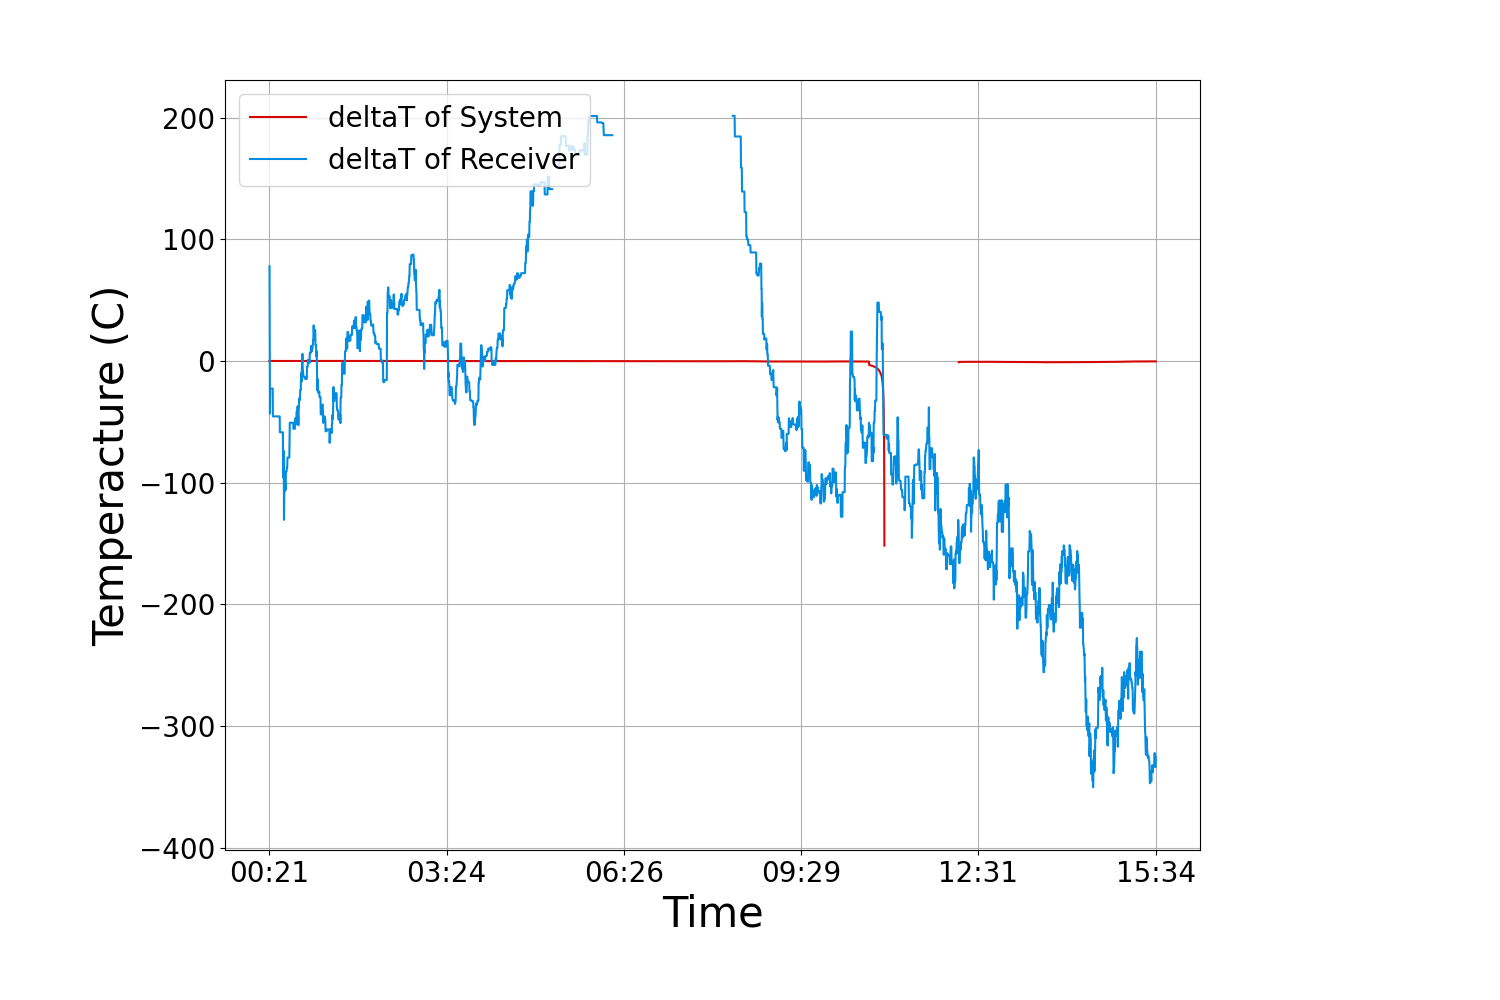 deltaT of System
deltaT of Receiver
200
100
0
−100
−200
−300
−400
Temperacture (C)
00:21 03:24 06:26 09:29 12:31 15:34
Time